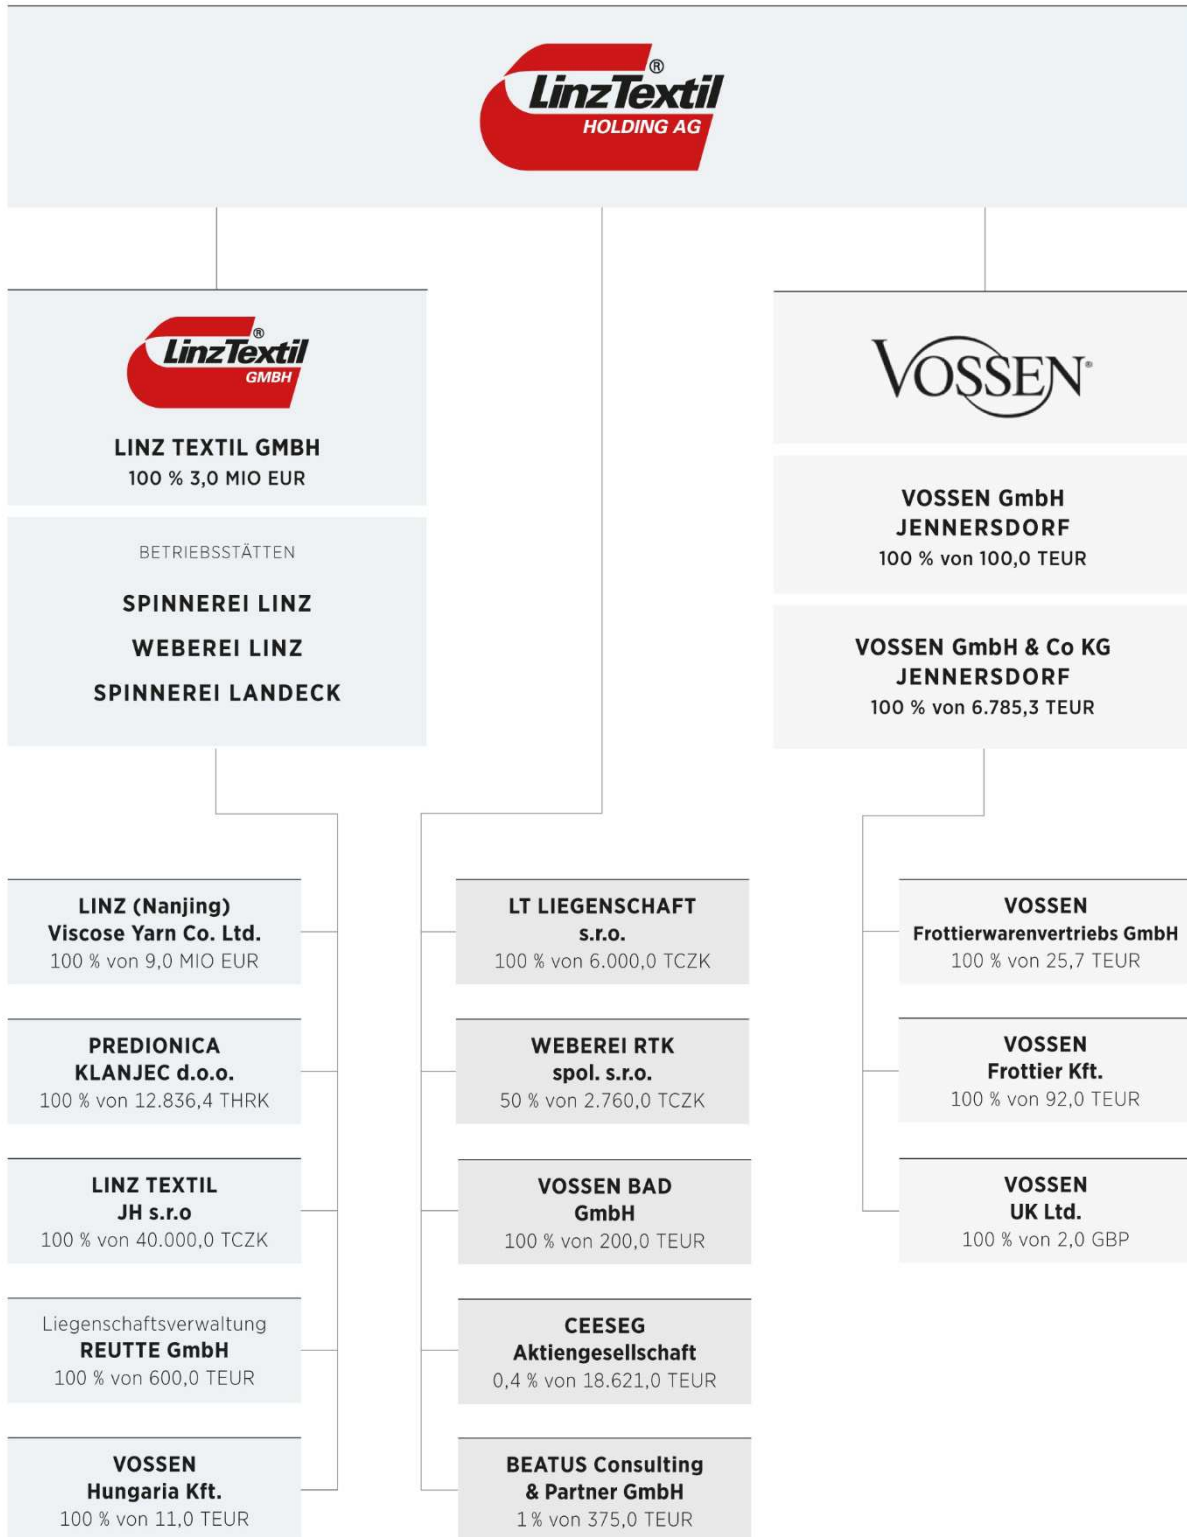 LinzTextil®
HOLDING AG
LinzTextil®
GMBH
LINZ TEXTIL GMBH
100 % 3,0 MIO EUR
BETRIEBSSTÄTTEN
SPINNEREI LINZ
WEBEREI LINZ
SPINNEREI LANDECK
VOSSEN®
VOSSEN GmbH
JENNERSDORF
100 % von 100,0 TEUR
VOSSEN GmbH & Co KG
JENNERSDORF
100 % von 6.785,3 TEUR
LINZ (Nanjing)
Viscose Yarn Co. Ltd.
100 % von 9,0 MIO EUR
PREDIONICA
KLANJEC d.o.o.
100 % von 12.836,4 THRK
LINZ TEXTIL
JH s.r.o
100 % von 40.000,0 TCZK
Liegenschaftsverwaltung
REUTTE GmbH
100 % von 600,0 TEUR
VOSSEN
Hungaria Kft.
100 % von 11,0 TEUR
LT LIEGENSCHAFT
s.r.o.
100 % von 6.000,0 TCZK
WEBEREI RTK
spol. s.r.o.
50 % von 2.760,0 TCZK
VOSSEN BAD
GmbH
100 % von 200,0 TEUR
CEESEG
Aktiengesellschaft
0,4 % von 18.621,0 TEUR
BEATUS Consulting
& Partner GmbH
1 % von 375,0 TEUR
VOSSEN
Frottierwarenvertriebs GmbH
100 % von 25,7 TEUR
VOSSEN
Frottier Kft.
100 % von 92,0 TEUR
VOSSEN
UK Ltd.
100 % von 2,0 GBP